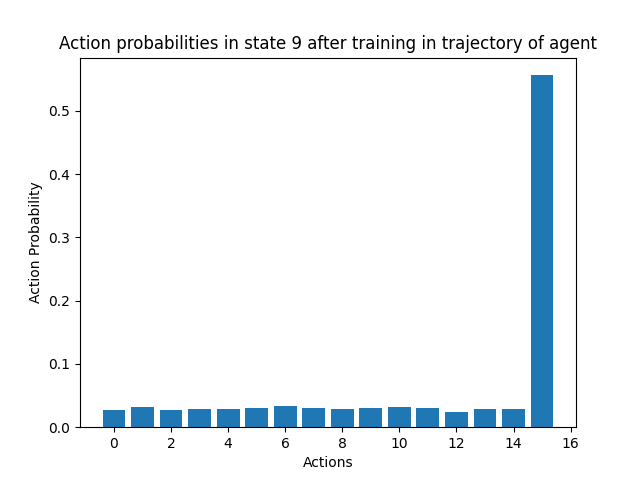 Action probabilities in state 9 after training in trajectory of agent
0.5
0.4
0.3
0.2
0.1
0.0
Action Probability
0 2 4 6 8 10 12 14 16
Actions